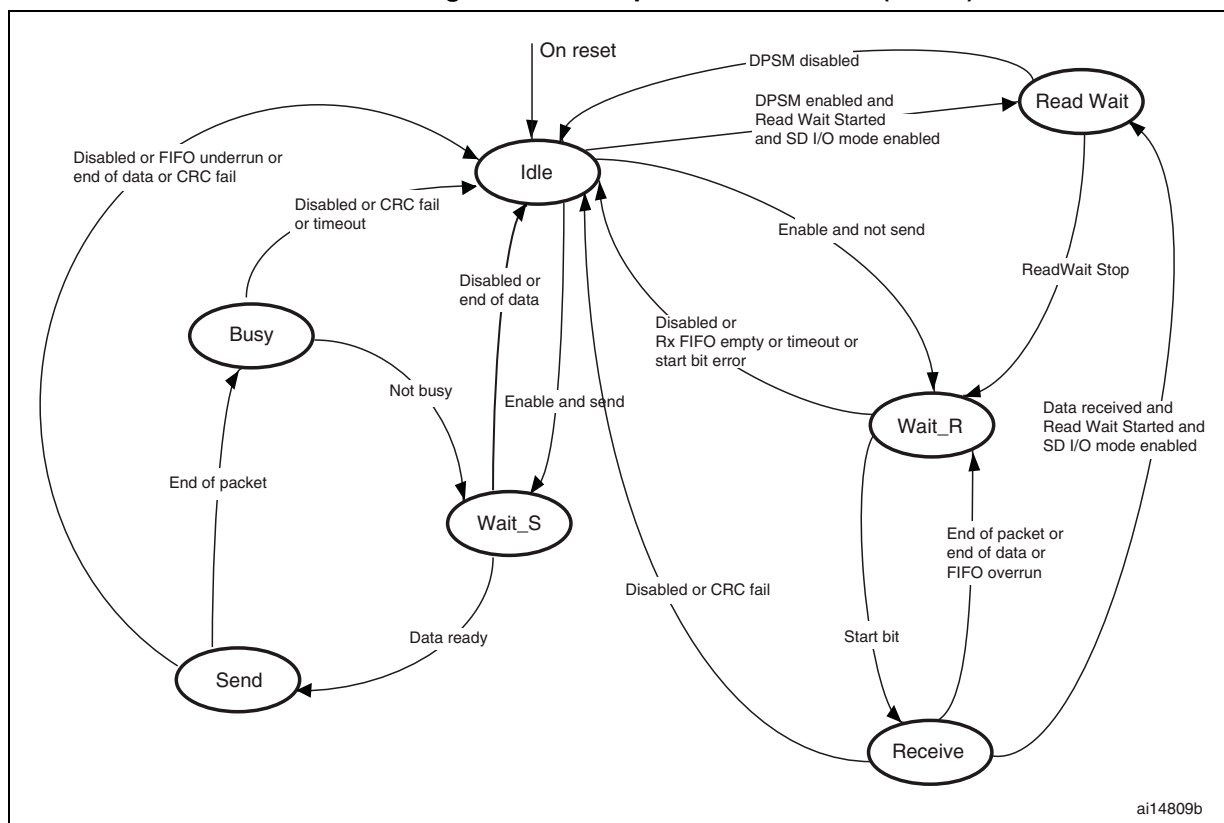 On reset
DPSM disabled
Read Wait
DPSM enabled and
Read Wait Started
and SD I/O mode enabled
Disabled or FIFO underrun or
end of data or CRC fail
Idle
Disabled or CRC fail
or timeout
Enable and not send
Disabled or
end of data
ReadWait Stop
Busy
Disabled or
Rx FIFO empty or timeout or
start bit error
Not busy
Enable and send
Wait_R
Data received and
Read Wait Started and
SD I/O mode enabled
End of packet
Wait_S
End of packet or
end of data or
FIFO overrun
Disabled or CRC fail
Data ready
Start bit
Send
Receive
ai14809b